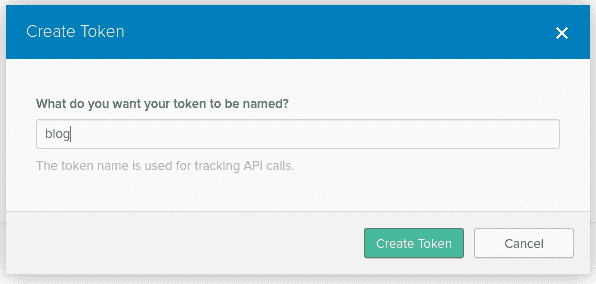 Create Token
What do you want your token to be named?
blog
The token name is used for tracking API calls.
Create Token
Cancel